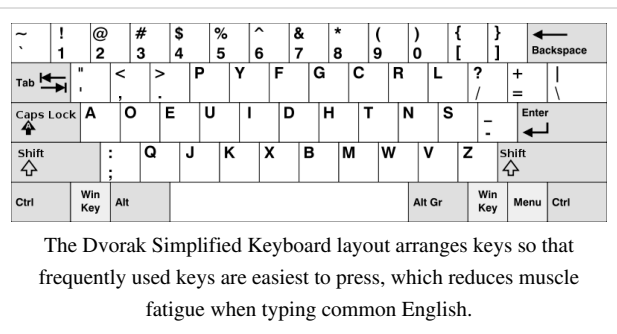 ~ ! @ # $ % ^ & * ( ) { } Backspace
` 1 2 3 4 5 6 7 8 9 0 [ ]
Tab " < > P Y F G C R L ? + |
' , . / = \
Caps Lock A O E U I D H T N S _ Enter
-
Shift : Q J K X B M W V Z Shift
;
Ctrl Win Key Alt Alt Gr Win Key Menu Ctrl
The Dvorak Simplified Keyboard layout arranges keys so that
frequently used keys are easiest to press, which reduces muscle
fatigue when typing common English.